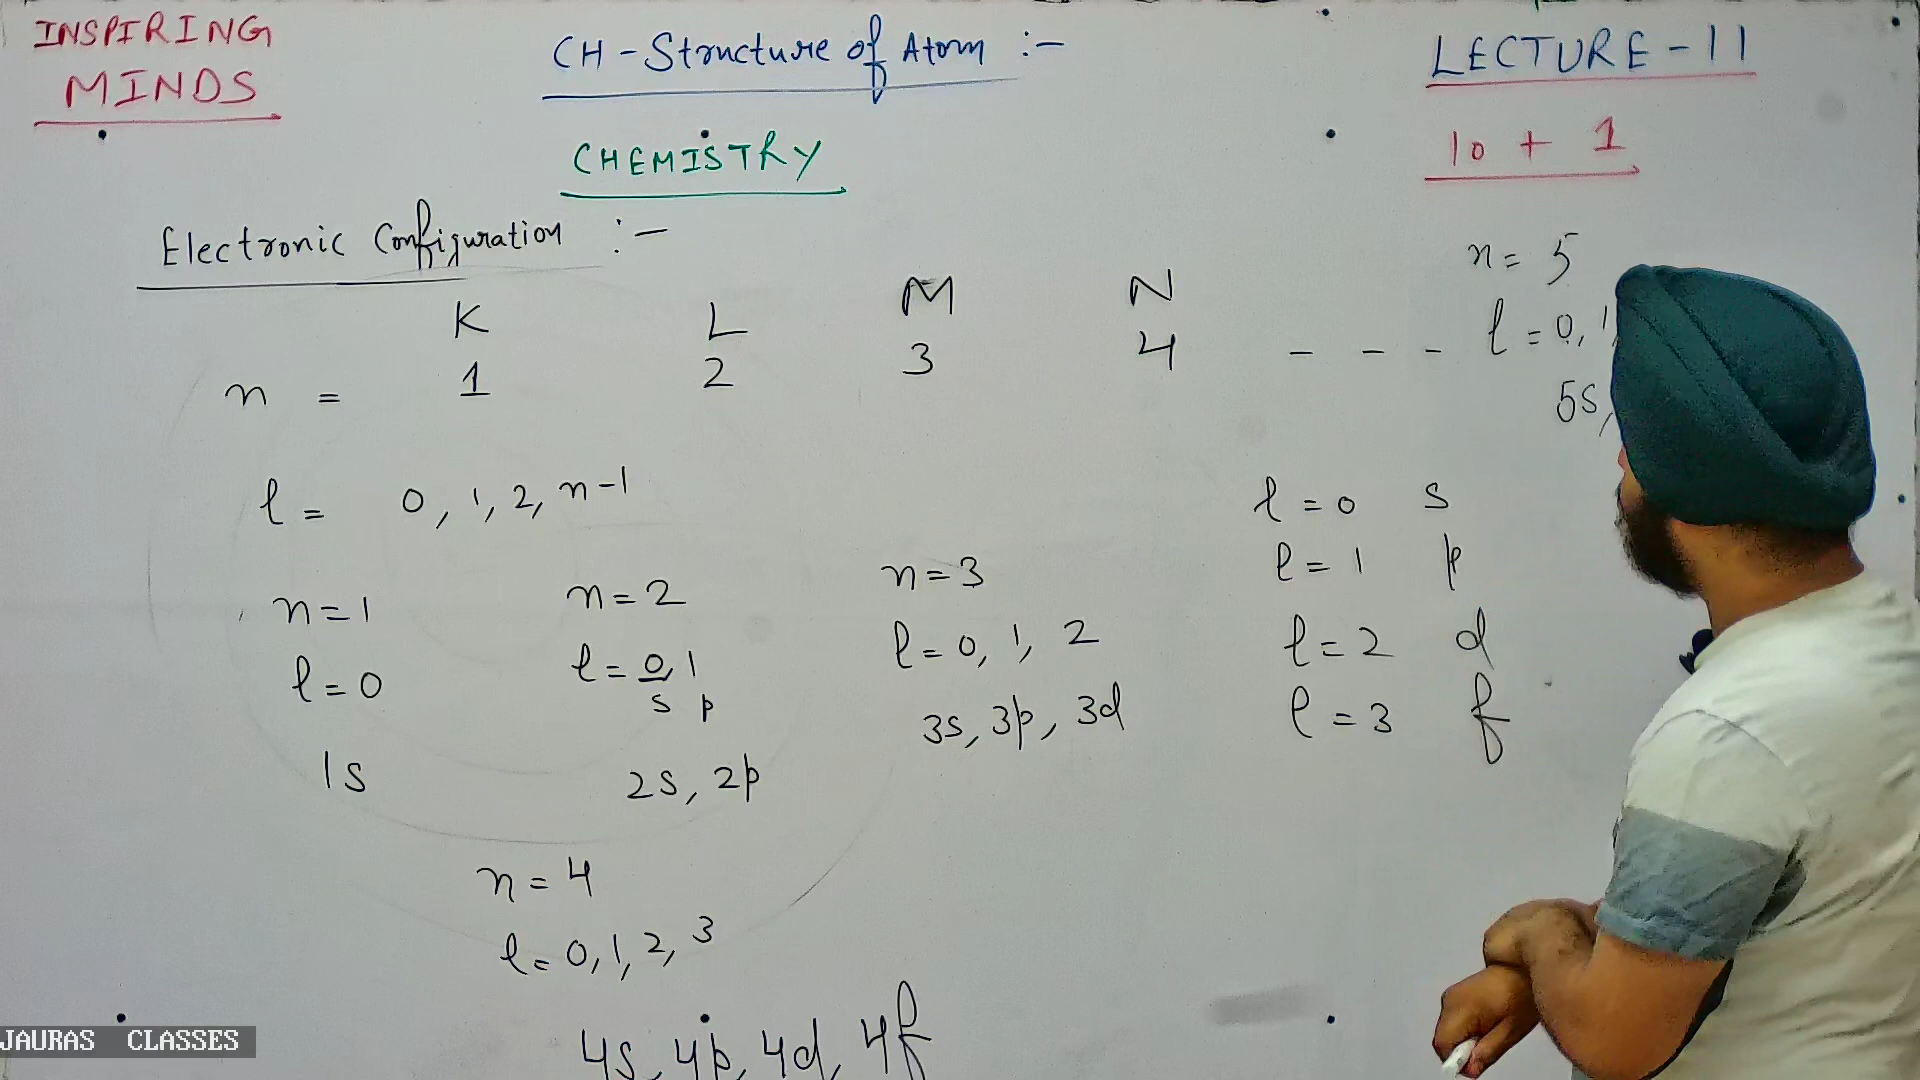 INSPIRING
MINDS
CH - Structure of Atom :-
LECTURE - 11
CHEMISTRY
10 + 1
Electronic Configuration :-
K L M N
n = 1 2 3 4 - - -
n = 5
l = 0, 1
5s,
l = 0, 1, 2, n-1
n = 1
l = 0
1s
n = 2
l = 0, 1
s p
2s, 2p
n = 3
l = 0, 1, 2
3s, 3p, 3d
l = 0 s
l = 1 p
l = 2 d
l = 3 f
n = 4
l = 0, 1, 2, 3
4s, 4p, 4d, 4f
JAURAS CLASSES